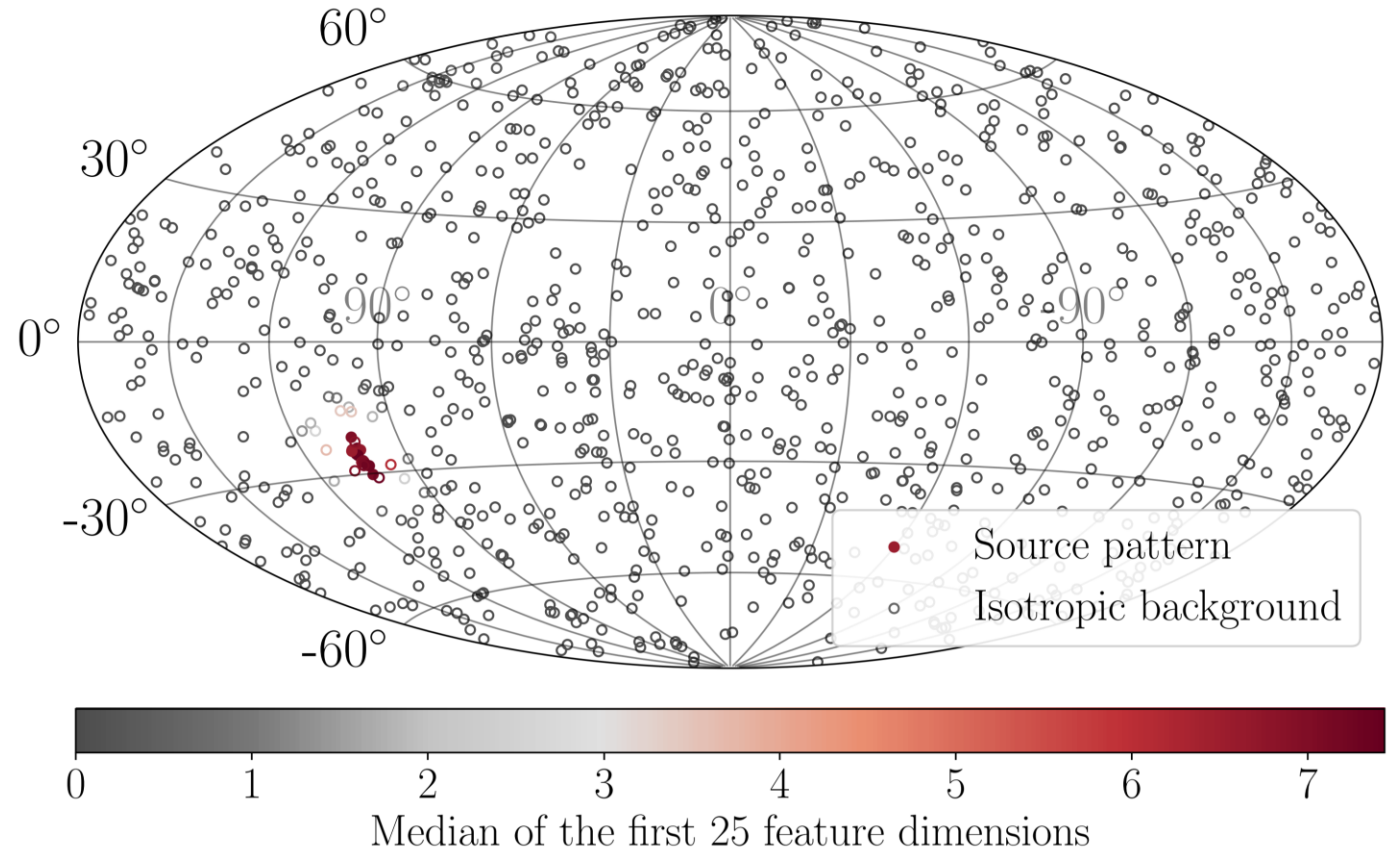 60°
30°
0°
-30°
-60°
90°
0°
-90°
Source pattern
Isotropic background
0 1 2 3 4 5 6 7
Median of the first 25 feature dimensions